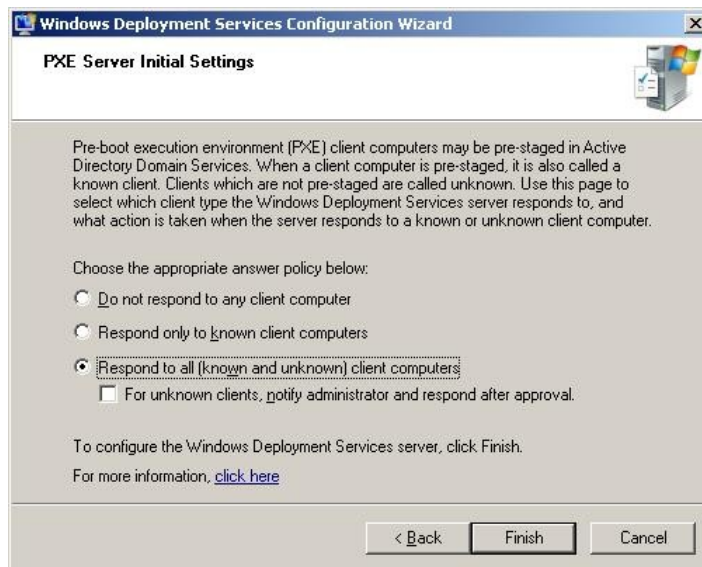 Windows Deployment Services Configuration Wizard
PXE Server Initial Settings
Pre-boot execution environment (PXE) client computers may be pre-staged in Active
Directory Domain Services. When a client computer is pre-staged, it is also called a
known client. Clients which are not pre-staged are called unknown. Use this page to
select which client type the Windows Deployment Services server responds to, and
what action is taken when the server responds to a known or unknown client computer.
Choose the appropriate answer policy below:
Do not respond to any client computer
Respond only to known client computers
Respond to all (known and unknown) client computers
For unknown clients, notify administrator and respond after approval.
To configure the Windows Deployment Services server, click Finish.
For more information, click here
< Back Finish Cancel